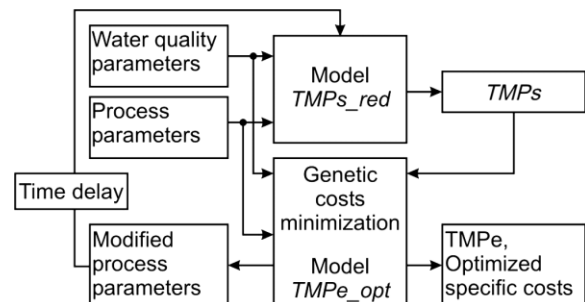 Water quality
parameters
Model
TMPs_red
TMPs
Process
parameters
Genetic
costs
minimization
Time delay
Modified
process
parameters
Model
TMPe_opt
TMPe,
Optimized
specific costs